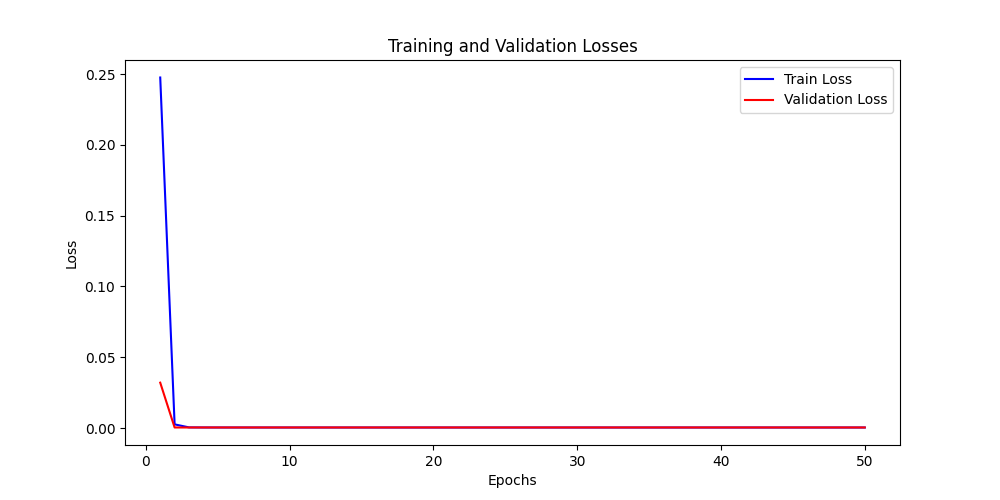 Training and Validation Losses
Train Loss
Validation Loss
Loss
0.25
0.20
0.15
0.10
0.05
0.00
0 10 20 30 40 50
Epochs